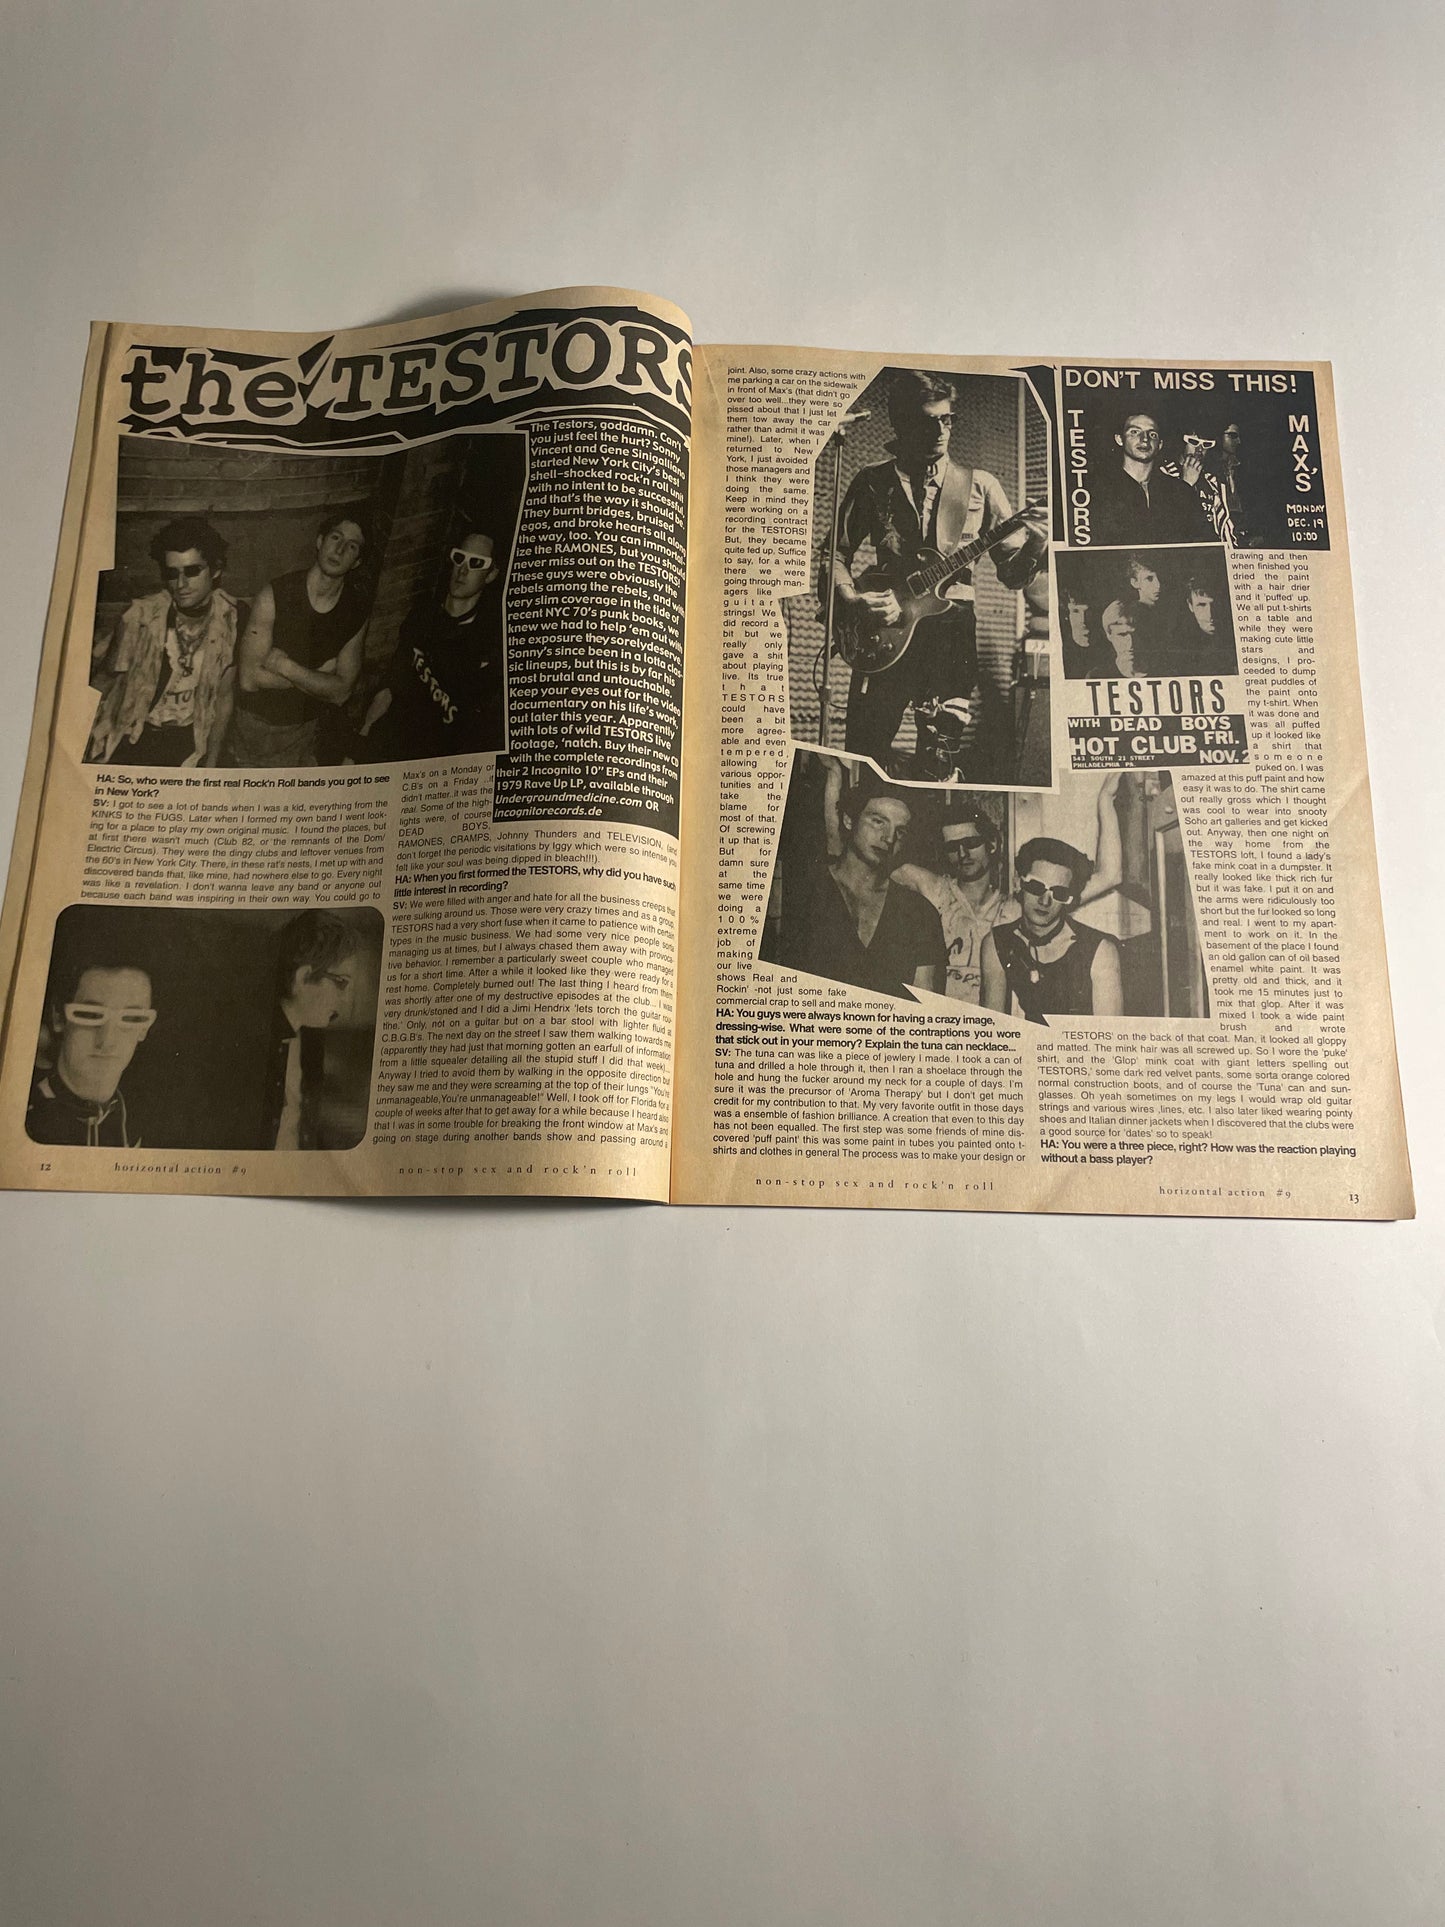 the TESTORS
The Testors, goddamn. Can't
you just feel the hurt? Sonny
Vincent and Gene Sinigalliano
started New York City's best
shell-shocked rock'n roll unit
with no intent to be successful,
and that's the way it should be.
They burnt bridges, bruised
egos, and broke hearts all along
the way, too. You can immortal-
ize the RAMONES, but you should
never miss out on the TESTORS!
These guys were obviously the
rebels among the rebels, and with
very slim coverage in the tide of
recent NYC 70's punk books, we
knew we had to help 'em out with
the exposure theysorelydeserve.
Sonny's since been in a lotta clas-
sic lineups, but this is by far his
most brutal and untouchable.
Keep your eyes out for the video
documentary on his life's work,
out later this year. Apparently
with lots of wild TESTORS live
footage, 'natch. Buy their new CD
with the complete recordings from
their 2 Incognito 10" EPs and their
1979 Rave Up LP, available through
Undergroundmedicine.com OR
Incognitorecords.de
TESTORS
HA: So, who were the first real Rock'n Roll bands you got to see
in New York?
SV: I got to see a lot of bands when I was a kid, everything from the
KINKS to the FUGS. Later when I formed my own band I went look-
ing for a place to play my own original music. I found the places, but
at first there wasn't much (Club 82, or the remnants of the Dom/
Electric Circus). They were the dingy clubs and leftover venues from
the 60's in New York City. There, in these rat's nests, I met up with and
discovered bands that, like mine, had nowhere else to go. Every night
was like a revelation. I don't wanna leave any band or anyone out
because each band was inspiring in their own way. You could go to
Max's on a Monday or
C.B's on a Friday ..it
didn't matter..it was the
real. Some of the high-
lights were, of course
DEAD BOYS,
RAMONES, CRAMPS, Johnny Thunders and TELEVISION, (and
don't forget the periodic visitations by Iggy which were so intense you
felt like your soul was being dipped in bleach!!!).
HA: When you first formed the TESTORS, why did you have such
little interest in recording?
SV: We were filled with anger and hate for all the business creeps that
were sulking around us. Those were very crazy times and as a group,
TESTORS had a very short fuse when it came to patience with certain
types in the music business. We had some very nice people sorta
managing us at times, but I always chased them away with provoca-
tive behavior. I remember a particularly sweet couple who managed
us for a short time. After a while it looked like they were ready for a
rest home. Completely burned out! The last thing I heard from them
was shortly after one of my destructive episodes at the club... I was
very drunk/stoned and I did a Jimi Hendrix 'lets torch the guitar rou-
tine.' Only, not on a guitar but on a bar stool with lighter fluid at
C.B.G.B's. The next day on the street I saw them walking towards me
(apparently they had just that morning gotten an earfull of information
from a little squealer detailing all the stupid stuff I did that week)...
Anyway I tried to avoid them by walking in the opposite direction but
they saw me and they were screaming at the top of their lungs "You're
unmanageable,You're unmanageable!" Well, I took off for Florida for a
couple of weeks after that to get away for a while because I heard also
that I was in some trouble for breaking the front window at Max's and
going on stage during another bands show and passing around a
12
horizontal action #9
non-stop sex and rock'n roll
joint. Also, some crazy actions with
me parking a car on the sidewalk
in front of Max's (that didn't go
over too well...they were so
pissed about that I just let
them tow away the car
rather than admit it was
mine!). Later, when I
returned to New
York, I just avoided
those managers and
I think they were
doing the same.
Keep in mind they
were working on a
recording contract
for the TESTORS!
But, they became
quite fed up. Suffice
to say, for a while
there we were
going through man-
agers like
guitar
strings! We
did record a
bit but we
really only
gave a shit
about playing
live. Its true
that
TESTORS
could have
been a bit
more agree-
able and even
tempered,
allowing for
various oppor-
tunities and I
take the
blame for
most of that.
Of screwing
it up that is.
But for
damn sure
at the
same time
we were
doing a
100%
extreme
job of
making
our live
shows Real and
Rockin' -not just some fake
commercial crap to sell and make money.
HA: You guys were always known for having a crazy image,
dressing-wise. What were some of the contraptions you wore
that stick out in your memory? Explain the tuna can necklace...
SV: The tuna can was like a piece of jewlery I made. I took a can of
tuna and drilled a hole through it, then I ran a shoelace through the
hole and hung the fucker around my neck for a couple of days. I'm
sure it was the precursor of 'Aroma Therapy' but I don't get much
credit for my contribution to that. My very favorite outfit in those days
was a ensemble of fashion brilliance. A creation that even to this day
has not been equalled. The first step was some friends of mine dis-
covered 'puff paint' this was some paint in tubes you painted onto t-
shirts and clothes in general The process was to make your design or
DON'T MISS THIS!
TESTORS
MAX'S
MONDAY
DEC. 19
10:00
TESTORS
WITH DEAD BOYS
HOT CLUB FRI.
NOV. 2
343 SOUTH 21 STREET
PHILADELPHIA PA.
drawing and then
when finished you
dried the paint
with a hair drier
and it 'puffed' up.
We all put t-shirts
on a table and
while they were
making cute little
stars and
designs, I pro-
ceeded to dump
great puddles of
the paint onto
my t-shirt. When
it was done and
was all puffed
up it looked like
a shirt that
someone
puked on. I was
amazed at this puff paint and how
easy it was to do. The shirt came
out really gross which I thought
was cool to wear into snooty
Soho art galleries and get kicked
out. Anyway, then one night on
the way home from the
TESTORS loft, I found a lady's
fake mink coat in a dumpster. It
really looked like thick rich fur
but it was fake. I put it on and
the arms were ridiculously too
short but the fur looked so long
and real. I went to my apart-
ment to work on it. In the
basement of the place I found
an old gallon can of oil based
enamel white paint. It was
pretty old and thick, and it
took me 15 minutes just to
mix that glop. After it was
mixed I took a wide paint
brush and wrote
'TESTORS' on the back of that coat. Man, it looked all gloppy
and matted. The mink hair was all screwed up. So I wore the 'puke'
shirt, and the 'Glop' mink coat with giant letters spelling out
'TESTORS,' some dark red velvet pants, some sorta orange colored
normal construction boots, and of course the 'Tuna' can and sun-
glasses. Oh yeah sometimes on my legs I would wrap old guitar
strings and various wires ,lines, etc. I also later liked wearing pointy
shoes and Italian dinner jackets when I discovered that the clubs were
a good source for 'dates' so to speak!
HA: You were a three piece, right? How was the reaction playing
without a bass player?
non-stop sex and rock'n roll
horizontal action #9
13